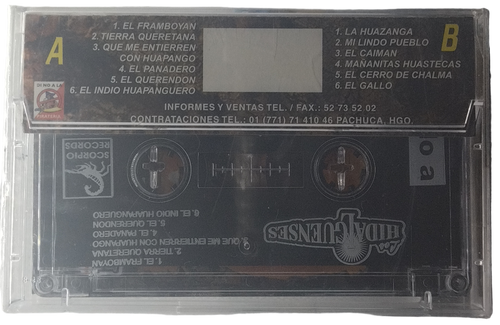 A
1. EL FRAMBOYAN
2. TIERRA QUERETANA
3. QUE ME ENTIERREN
CON HUAPANGO
4. EL PANADERO
5. EL QUERENDON
6. EL INDIO HUAPANGUERO
B
1. LA HUAZANGA
2. MI LINDO PUEBLO
3. EL CAIMAN
4. MAÑANITAS HUASTECAS
5. EL CERRO DE CHALMA
6. EL GALLO
INFORMES Y VENTAS TEL. / FAX.: 52 73 52 02
CONTRATACIONES TEL.: 01 (771) 71 410 46 PACHUCA, HGO.
SCORPIO
RECORDS
a
Los
HIDALGUENSES
1. EL FRAMBOYAN
2. TIERRA QUERETANA
3. QUE ME ENTIERREN CON HUAPANGO
4. EL PANADERO
5. EL QUERENDON
6. EL INDIO HUAPANGUERO